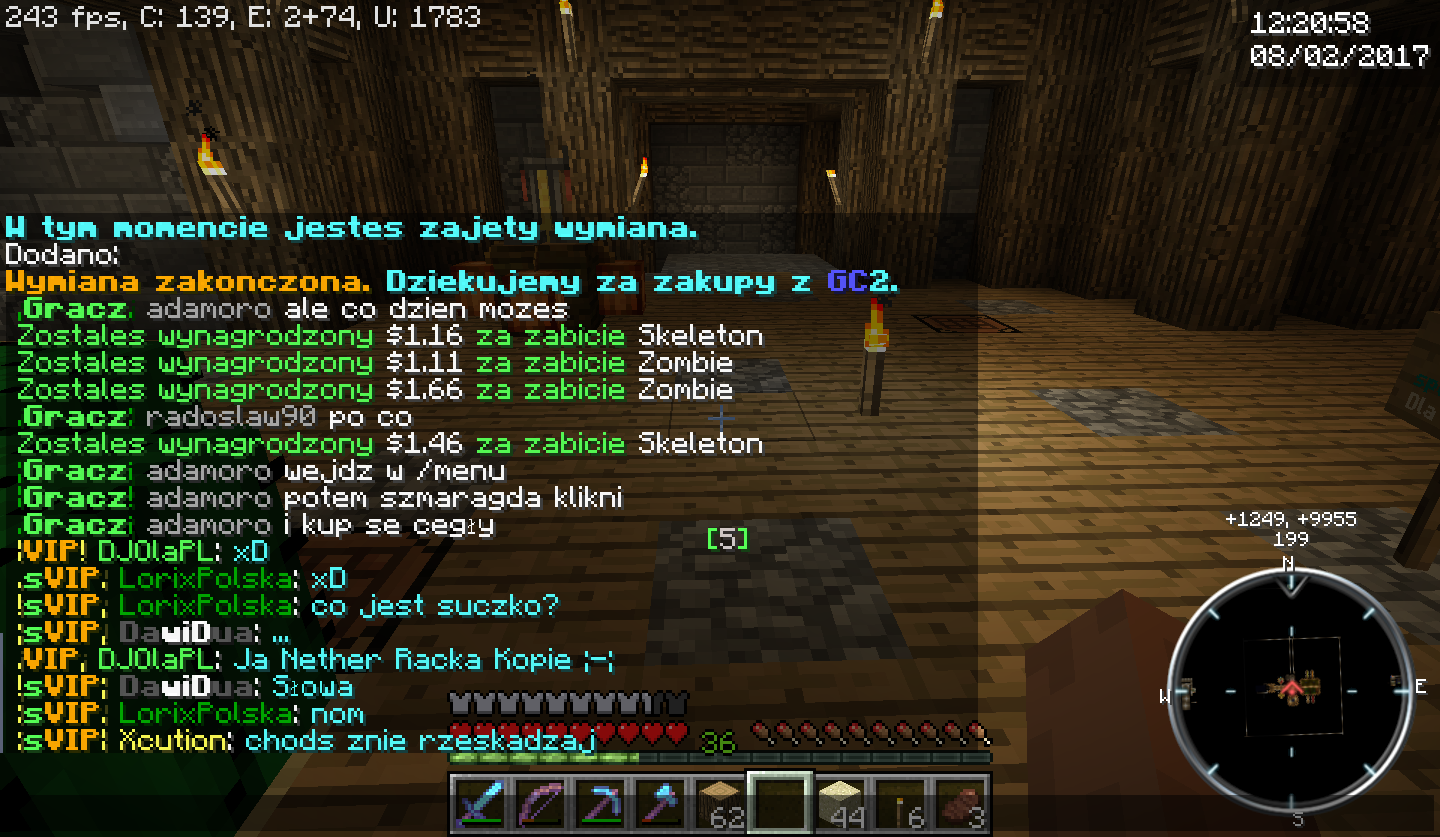 243 fps, C: 139, E: 2+74, U: 1783
12:20:58
08/02/2017
W tym momencie jestes zajety wymiana.
Dodano:
Wymiana zakonczona. Dziekujemy za zakupy z GC2.
Gracz adamoro ale co dzien mozes
Zostales wynagrodzony $1.16 za zabicie Skeleton
Zostales wynagrodzony $1.11 za zabicie Zombie
Zostales wynagrodzony $1.66 za zabicie Zombie
Gracz radoslaw90 po co
Zostales wynagrodzony $1.46 za zabicie Skeleton
Gracz adamoro wejdz w /menu
Gracz adamoro potem szmaragda klikni
Gracz adamoro i kup se cegły
VIP DJOlaPL: xD
sVIP LorixPolska: xD
sVIP LorixPolska: co jest suczko?
sVIP DawiDua: ...
VIP DJOlaPL: Ja Nether Racka Kopie ;-;
sVIP DawiDua: Słowa
sVIP LorixPolska: nom
sVIP Xcution: chods znie rzeskadzaj
[5]
Dla
+1249, +9955
199
N
W
E
S
36
62
44
6
3